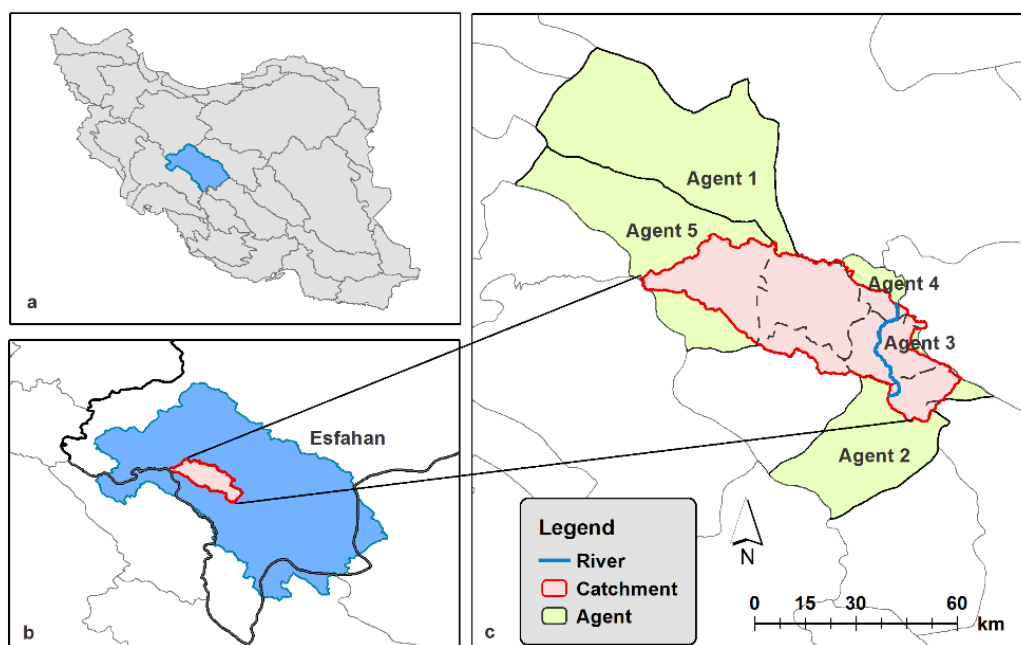 a
Esfahan
b
Agent 1
Agent 5
Agent 4
Agent 3
Agent 2
N
Legend
River
Catchment
Agent
0 15 30 60
km
c